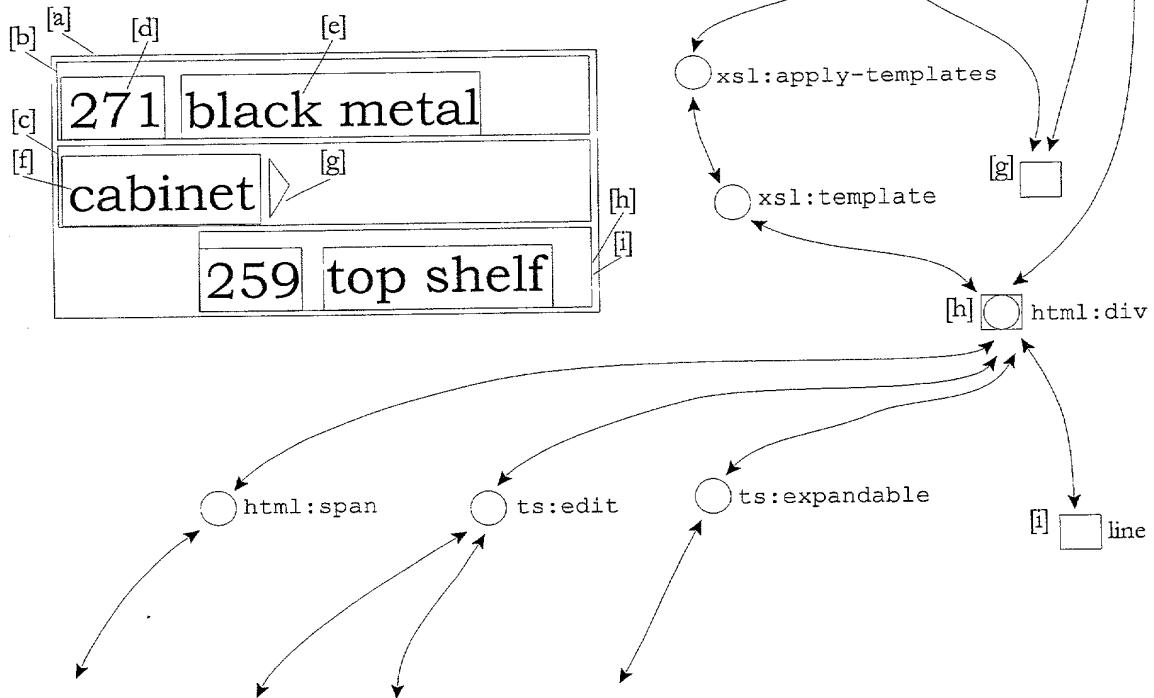 [a]
[b] [d] [e]
271 black metal
[c]
[f] cabinet [g]
[h]
[i]
259 top shelf
xsl:apply-templates
[g]
xsl:template
[h] html:div
html:span
ts:edit
ts:expandable
[i] line